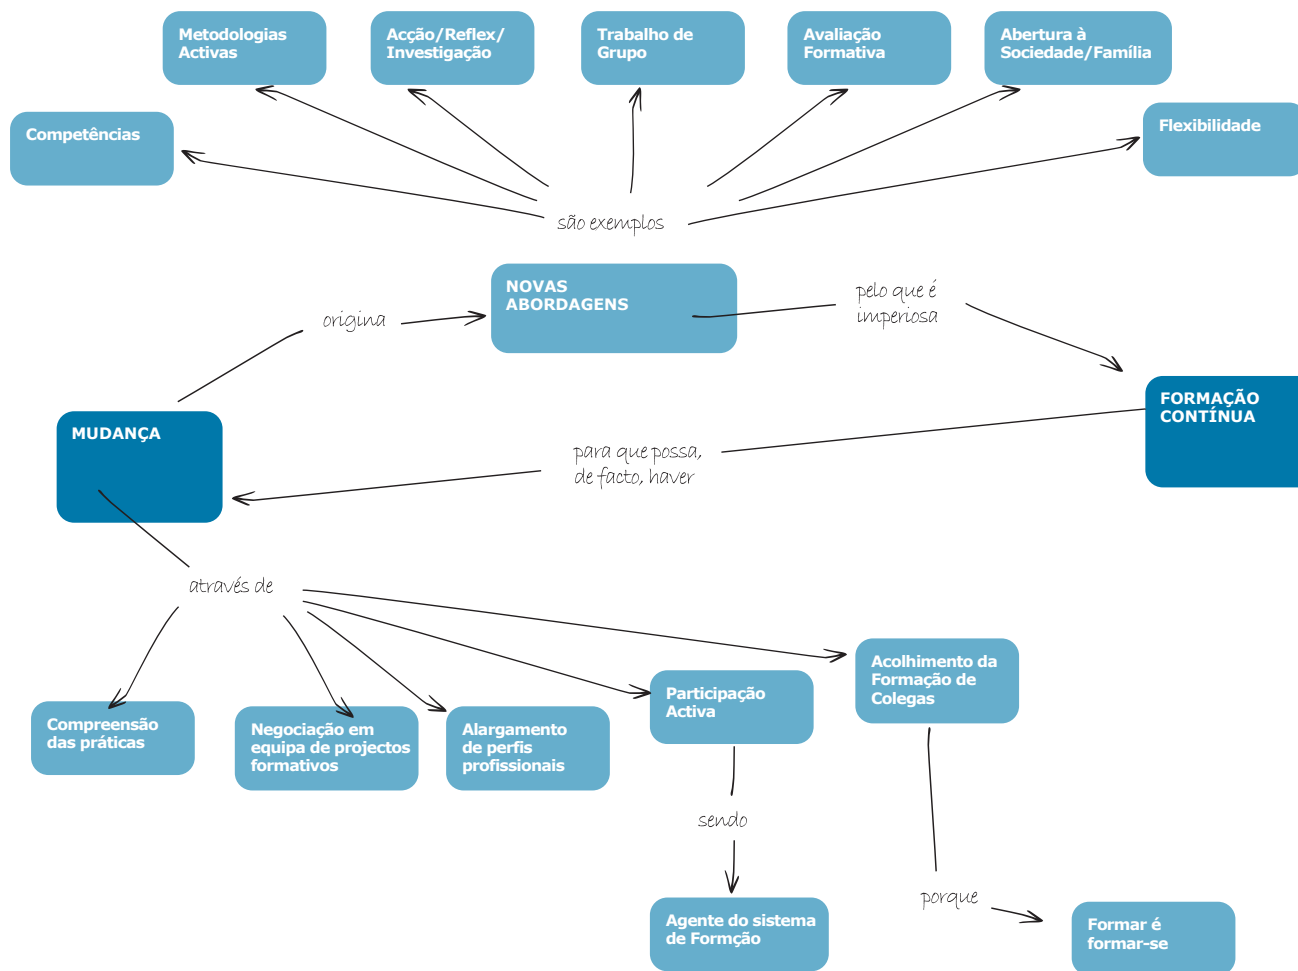 Metodologias
Activas
Acção/Reflex/
Investigação
Trabalho de
Grupo
Avaliação
Formativa
Abertura à
Sociedade/Família
Competências
Flexibilidade
são exemplos
NOVAS
ABORDAGENS
pelo que é
imperiosa
origina
FORMAÇÃO
CONTÍNUA
MUDANÇA
para que possa,
de facto, haver
através de
Compreensão
das práticas
Negociação em
equipa de projectos
formativos
Alargamento
de perfis
profissionais
Participação
Activa
Acolhimento da
Formação de
Colegas
sendo
porque
Agente do sistema
de Formção
Formar é
formar-se